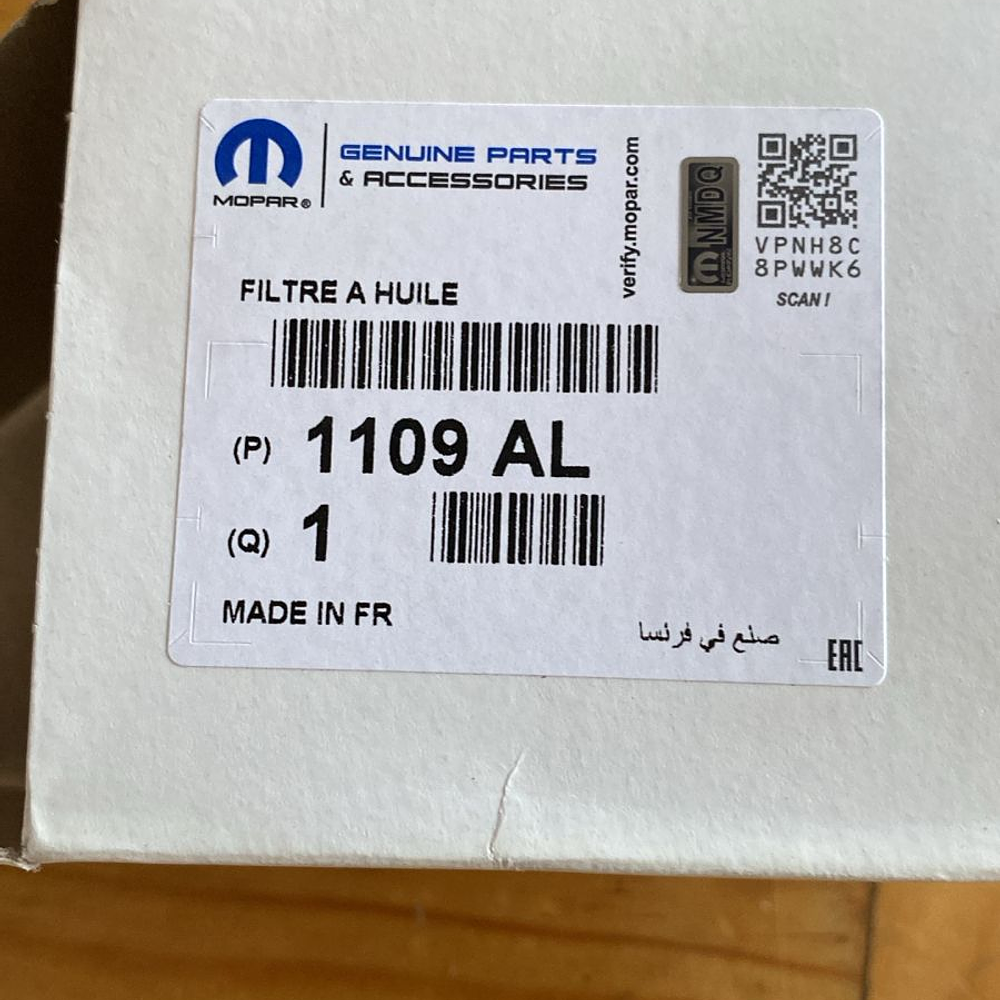 MOPAR®
GENUINE PARTS
& ACCESSORIES
verify.mopar.com
NMDQ
VPNH8C
8PWWK6
SCAN!
FILTRE A HUILE
(P) 1109 AL
(Q) 1
MADE IN FR
صنع في فرنسا
EAC